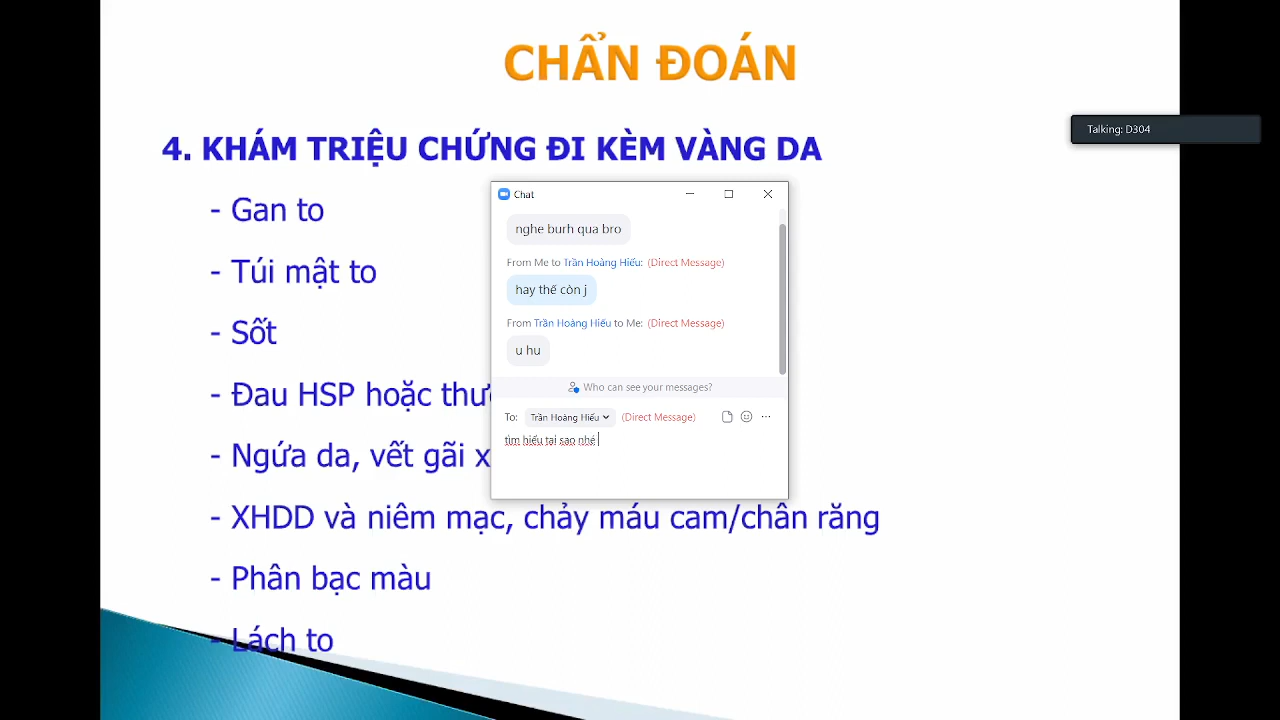 CHẨN ĐOÁN
4. KHÁM TRIỆU CHỨNG ĐI KÈM VÀNG DA
Talking: D304
- Gan to
- Túi mật to
- Sốt
- Đau HSP hoặc thượ
- Ngứa da, vết gãi x
- XHDD và niêm mạc, chảy máu cam/chân răng
- Phân bạc màu
- Lách to
Chat
nghe burh qua bro
From Me to Trần Hoàng Hiếu: (Direct Message)
hay thế còn j
From Trần Hoàng Hiếu to Me: (Direct Message)
u hu
Who can see your messages?
To: Trần Hoàng Hiếu (Direct Message)
tìm hiểu tại sao nhé